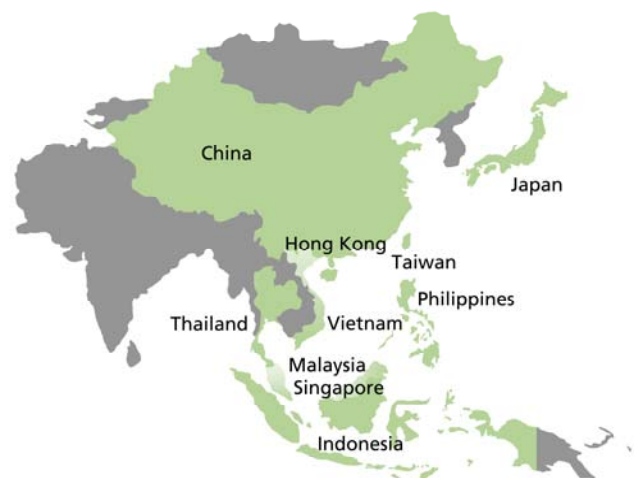 China
Japan
Hong Kong
Taiwan
Philippines
Thailand
Vietnam
Malaysia
Singapore
Indonesia